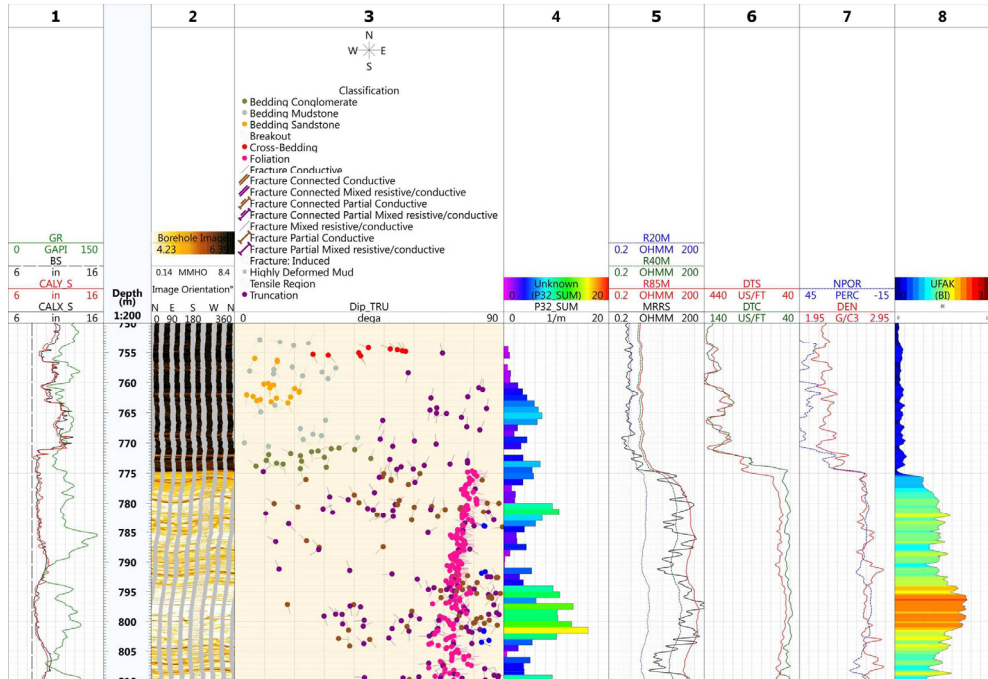 1 2 3 4 5 6 7 8
N
W E
S
Classification
Bedding Conglomerate
Bedding Mudstone
Bedding Sandstone
Breakout
Cross-Bedding
Foliation
Fracture Conductive
Fracture Connected Conductive
Fracture Connected Mixed resistive/conductive
Fracture Connected Partial Conductive
Fracture Connected Partial Mixed resistive/conductive
Fracture Mixed resistive/conductive
Fracture Partial Conductive
Fracture Partial Mixed resistive/conductive
Fracture: Induced
Highly Deformed Mud
Tensile Region
Truncation
GR
0 GAPI 150
BS
6 in 16
CALY_S
6 in 16
CALX_S
6 in 16
Depth
(m)
1:200
Borehole Image
4.23
0.14 MMHO 8.4
Image Orientation°
N E S W N
0 90 180 360
Dip_TRU
0 dega 90
Unknown
0 (P32_SUM) 20
P32_SUM
0 1/m 20
R20M
0.2 OHMM 200
R40M
0.2 OHMM 200
R85M
0.2 OHMM 200
MRRS
0.2 OHMM 200
DTS
440 US/FT 40
DTC
140 US/FT 40
NPOR
45 PERC -15
DEN
1.95 G/C3 2.95
UFAK
(BI)
755
760
765
770
775
780
785
790
795
800
805